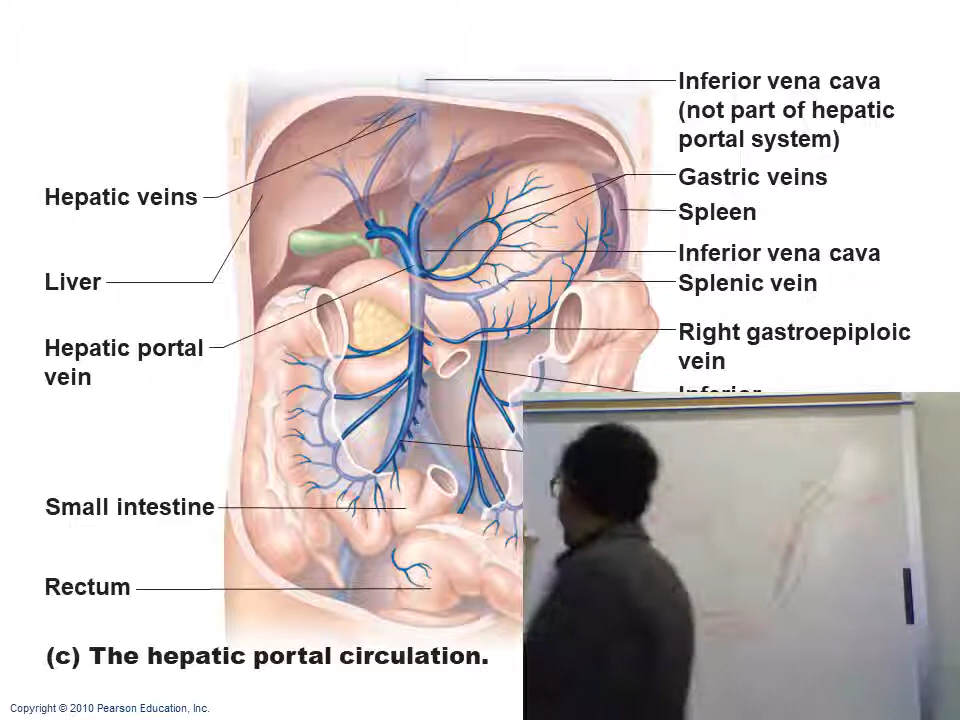 Inferior vena cava
(not part of hepatic
portal system)
Gastric veins
Spleen
Inferior vena cava
Splenic vein
Right gastroepiploic
vein
Inferior
Hepatic veins
Liver
Hepatic portal
vein
Small intestine
Rectum
(c) The hepatic portal circulation.
Copyright © 2010 Pearson Education, Inc.